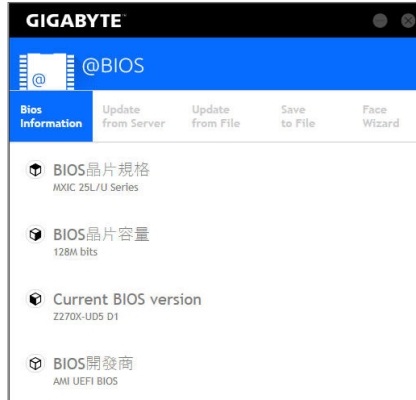 GIGABYTE
@
@BIOS
Bios
Information
Update
from Server
Update
from File
Save
to File
Face
Wizard
BIOS晶片規格
MXIC 25L/U Series
BIOS晶片容量
128M bits
Current BIOS version
Z270X-UD5 D1
BIOS開發商
AMI UEFI BIOS